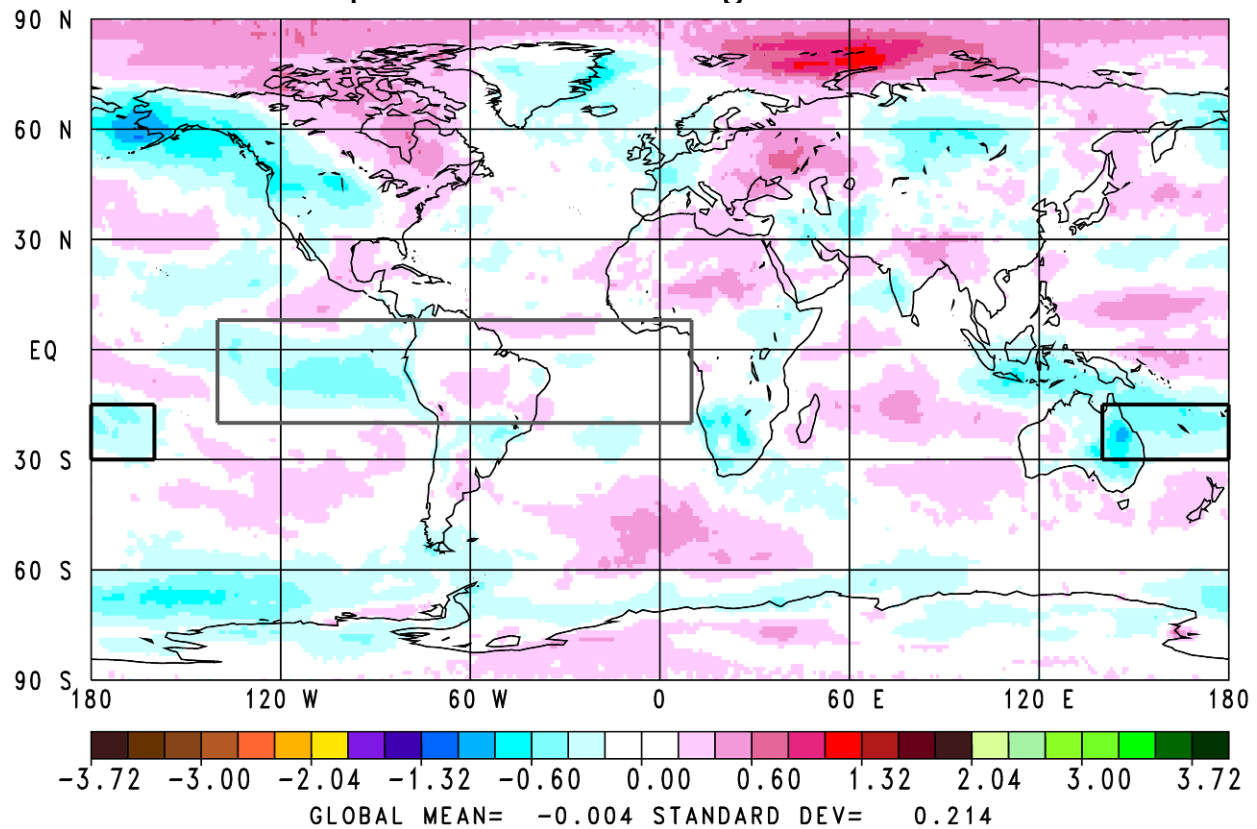 90 N
60 N
30 N
EQ
30 S
60 S
90 S
180 120 W 60 W 0 60 E 120 E 180
-3.72 -3.00 -2.04 -1.32 -0.60 0.00 0.60 1.32 2.04 3.00 3.72
GLOBAL MEAN= -0.004 STANDARD DEV= 0.214